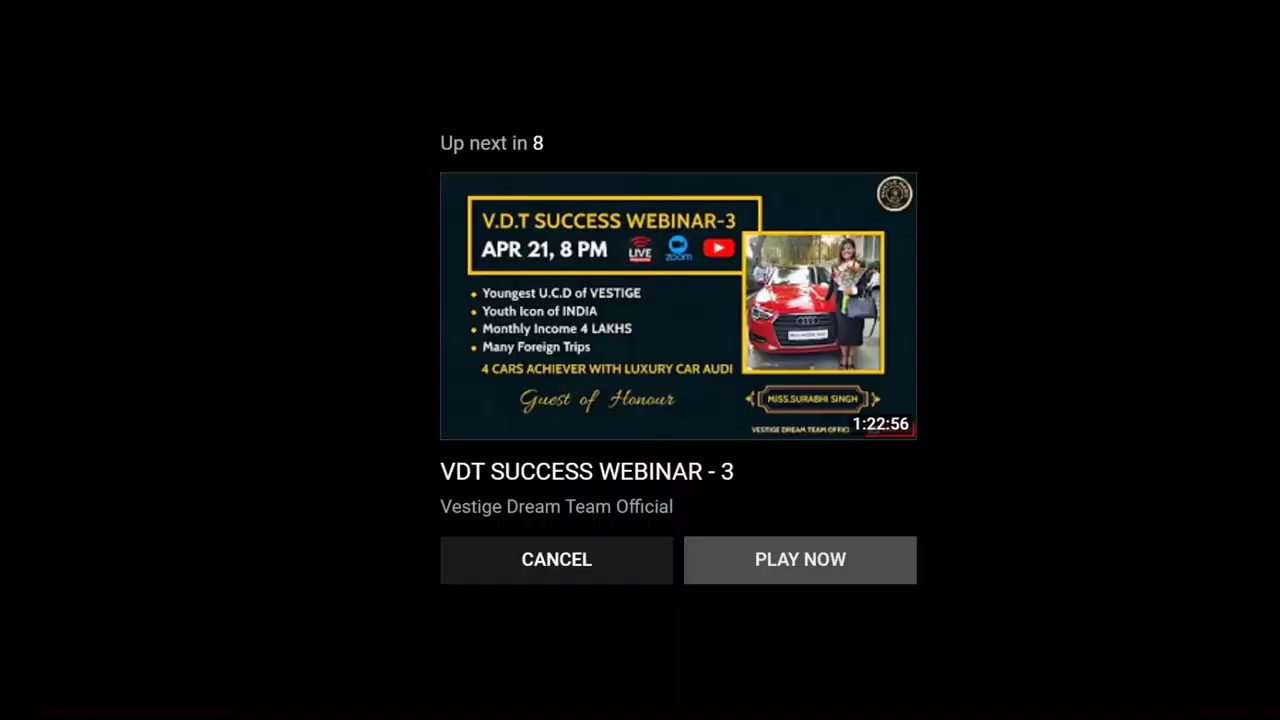 Up next in 8
V.D.T SUCCESS WEBINAR-3
APR 21, 8 PM
LIVE
zoom
• Youngest U.C.D of VESTIGE
• Youth Icon of INDIA
• Monthly Income 4 LAKHS
• Many Foreign Trips
4 CARS ACHIEVER WITH LUXURY CAR AUDI
Guest of Honour
MISS.SURABHI SINGH
VESTIGE DREAM TEAM OFFICI
1:22:56
VDT SUCCESS WEBINAR - 3
Vestige Dream Team Official
CANCEL
PLAY NOW